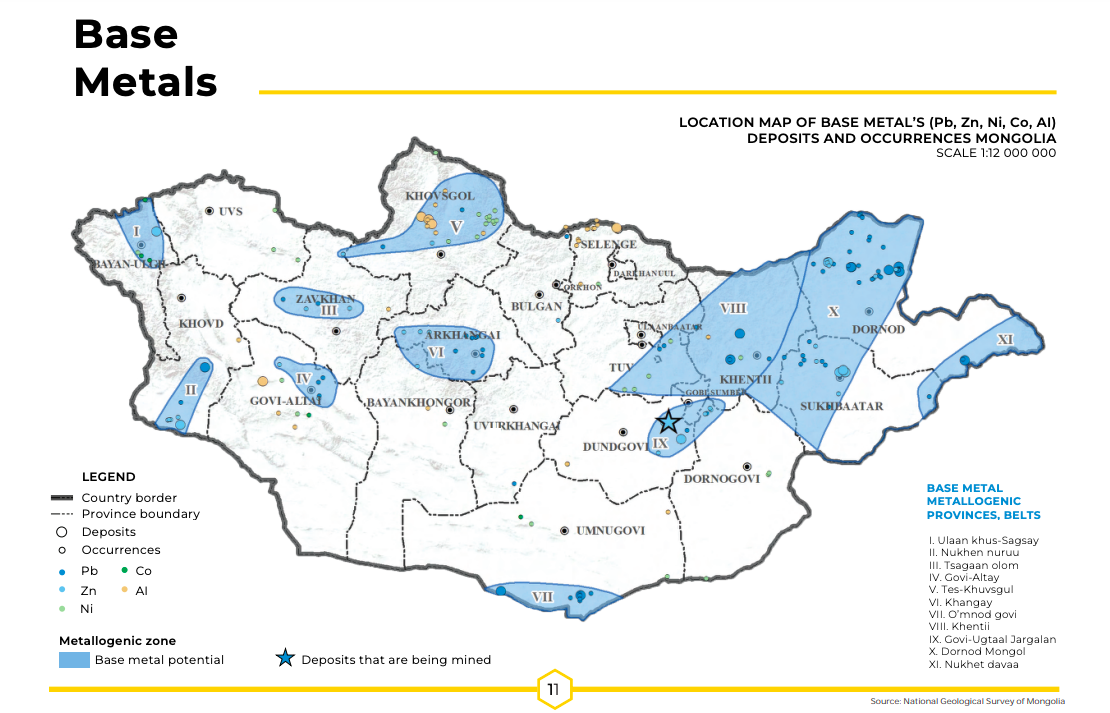 Base
Metals
LOCATION MAP OF BASE METAL'S (Pb, Zn, Ni, Co, Al)
DEPOSITS AND OCCURRENCES MONGOLIA
SCALE 1:12 000 000
KHOVSGOL
V
UVS
I
BAYAN-ULGII
SELENGE
DARKHANUUL
ORKHON
ZAVKHAN
III
BULGAN
VIII
X
KHOVD
ULAANBAATAR
DORNOD
ARKHANGAI
VI
XI
TUV
IV
KHENTII
II
GOBISUMBER
GOVI-ALTAI
BAYANKHONGOR
SUKHBAATAR
UVURKHANGAI
DUNDGOVI
IX
DORNOGOVI
UMNUGOVI
VII
LEGEND
Country border
Province boundary
Deposits
Occurrences
Pb
Co
Zn
Al
Ni
Metallogenic zone
Base metal potential
Deposits that are being mined
BASE METAL
METALLOGENIC
PROVINCES, BELTS
I. Ulaan khus-Sagsay
II. Nukhen nuruu
III. Tsagaan olom
IV. Govi-Altay
V. Tes-Khuvsgul
VI. Khangay
VII. O'mnod govi
VIII. Khentii
IX. Govi-Ugtaal Jargalan
X. Dornod Mongol
XI. Nukhet davaa
11
Source: National Geological Survey of Mongolia